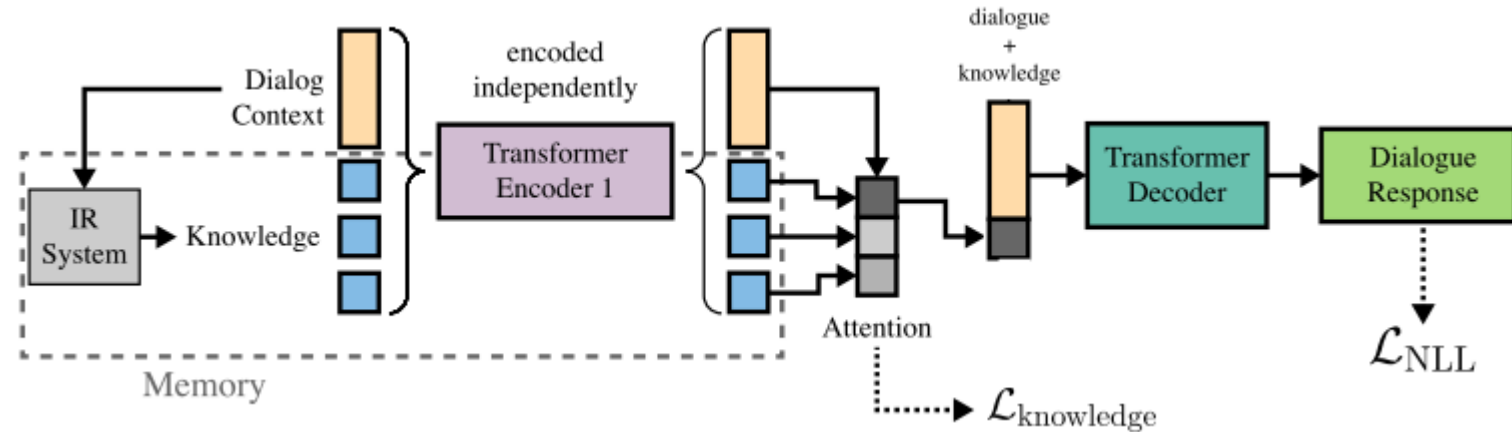 Dialog
Context
IR
System
Knowledge
Memory
encoded
independently
Transformer
Encoder 1
Attention
ℒknowledge
dialogue
+
knowledge
Transformer
Decoder
Dialogue
Response
ℒNLL